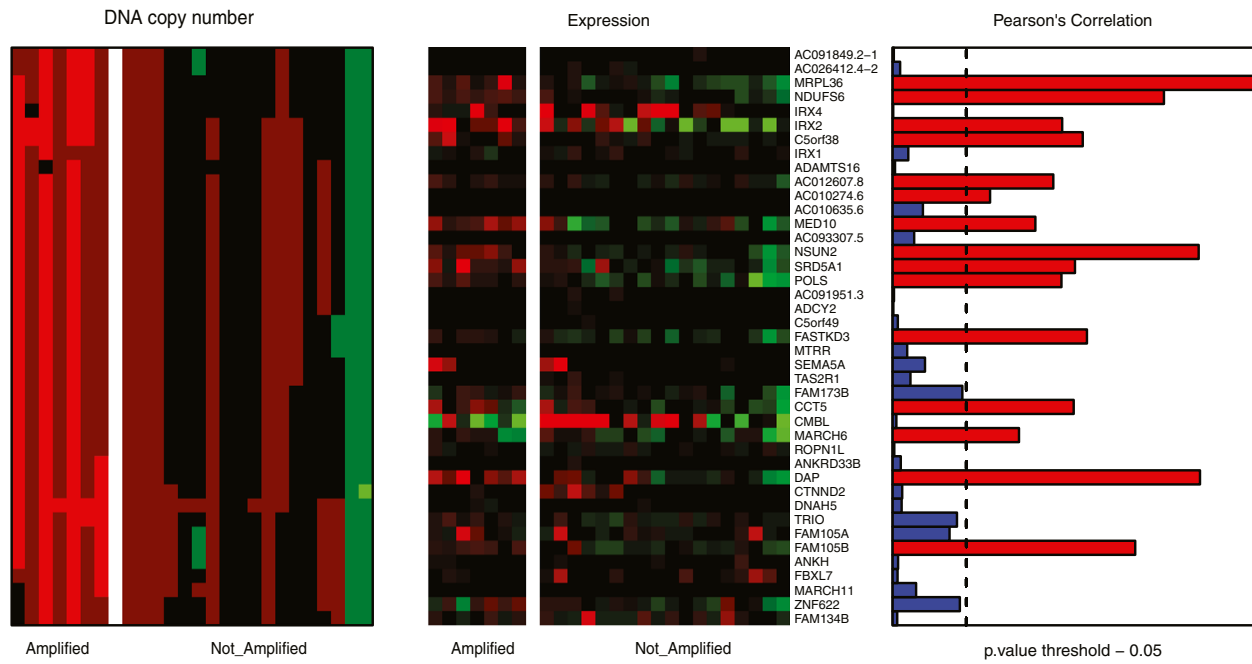 DNA copy number
Expression
Pearson's Correlation
AC091849.2−1
AC026412.4−2
MRPL36
NDUFS6
IRX4
IRX2
C5orf38
IRX1
ADAMTS16
AC012607.8
AC010274.6
AC010635.6
MED10
AC093307.5
NSUN2
SRD5A1
POLS
AC091951.3
ADCY2
C5orf49
FASTKD3
MTRR
SEMA5A
TAS2R1
FAM173B
CCT5
CMBL
MARCH6
ROPN1L
ANKRD33B
DAP
CTNND2
DNAH5
TRIO
FAM105A
FAM105B
ANKH
FBXL7
MARCH11
ZNF622
FAM134B
Amplified
Not_Amplified
Amplified
Not_Amplified
p.value threshold − 0.05